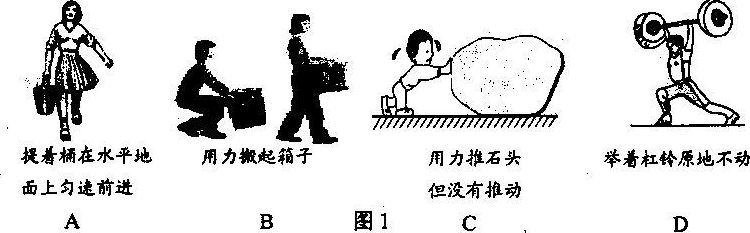 提着桶在水平地
面上匀速前进
用力搬起箱子
用力推石头
但没有推动
举着杠铃原地不动
A
B
图1
C
D